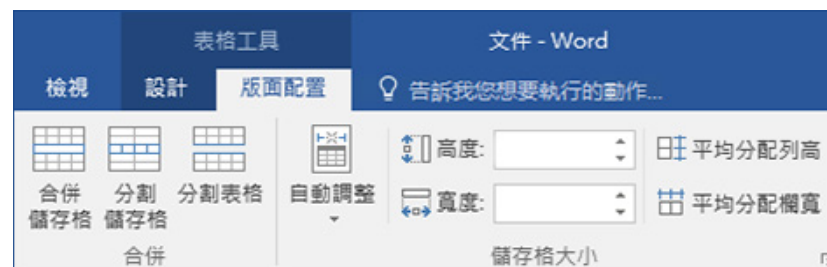 表格工具
文件 - Word
檢視 設計 版面配置 告訴我您想要執行的動作...
合併儲存格
分割儲存格
分割表格
自動調整
高度:
寬度:
平均分配列高
平均分配欄寬
合併
儲存格大小